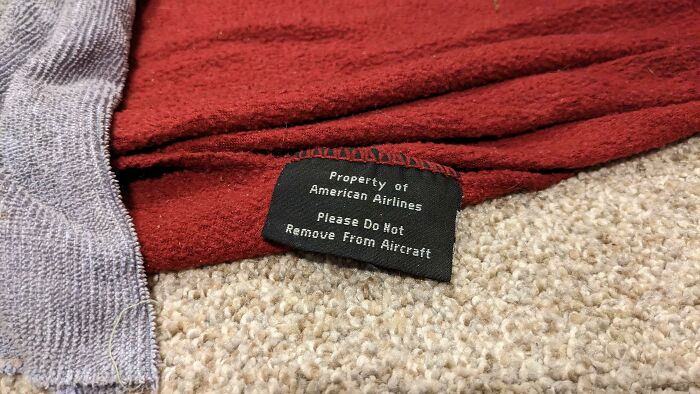 Property of
American Airlines
Please Do Not
Remove From Aircraft